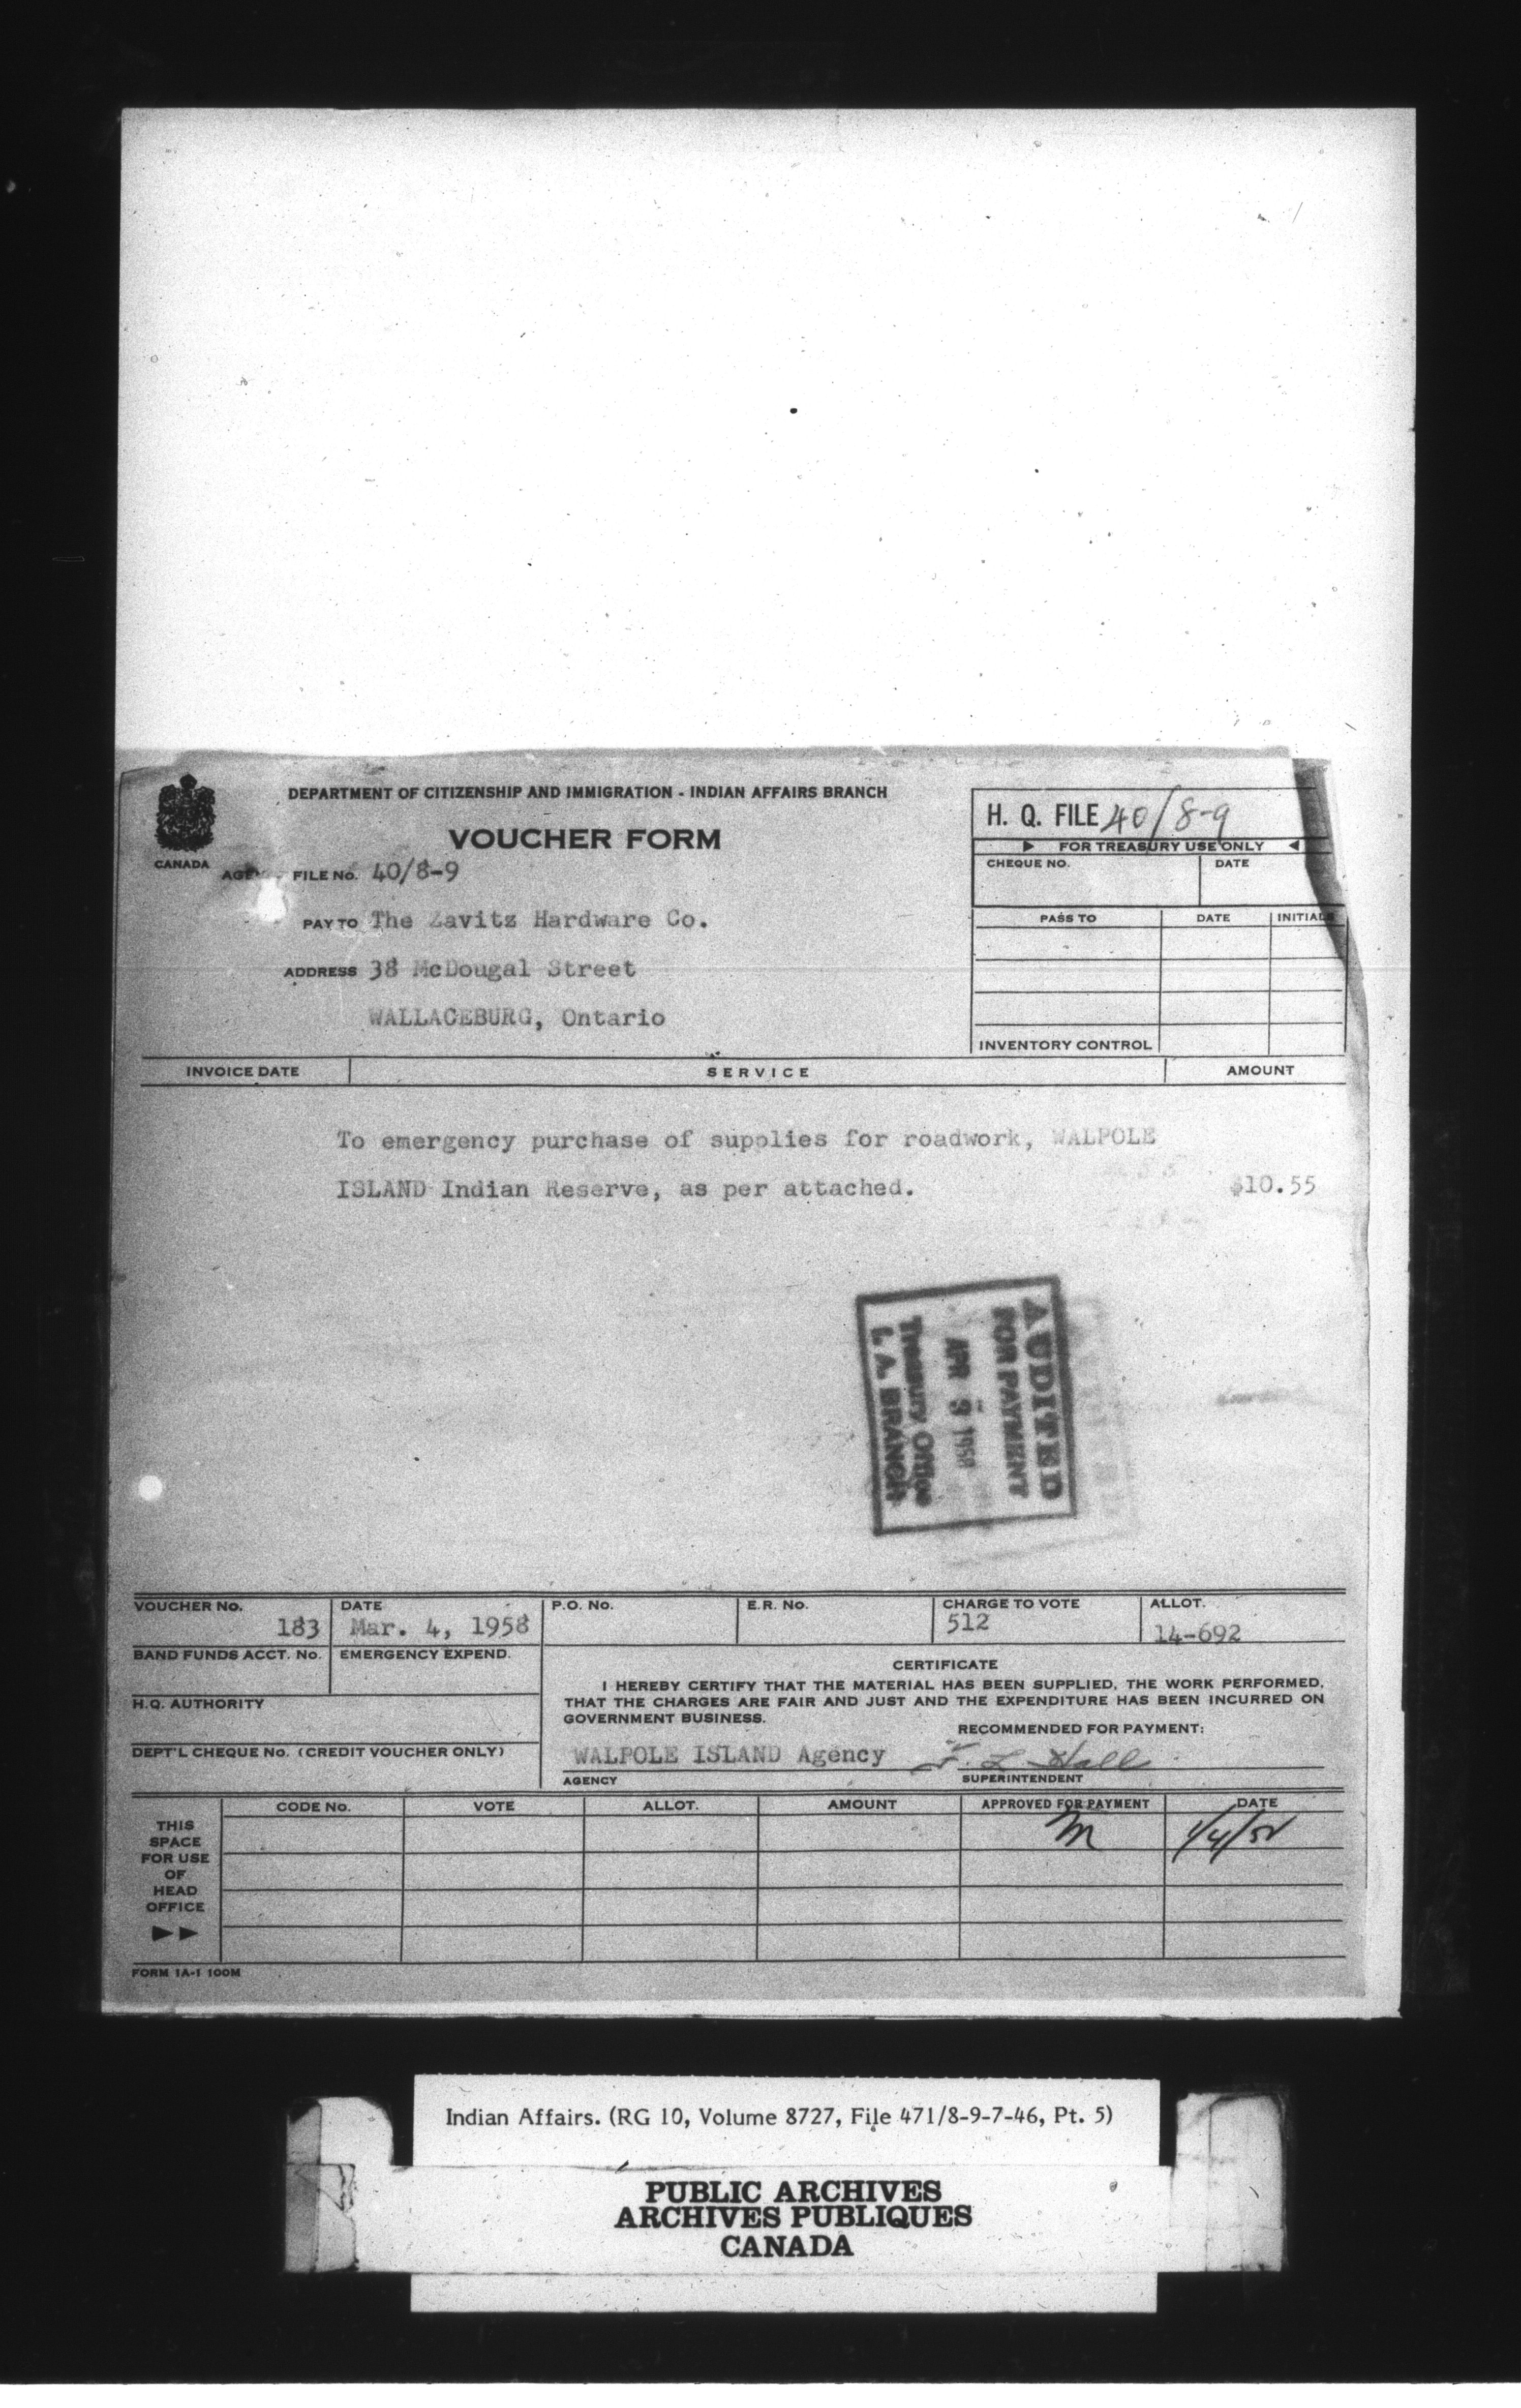 DEPARTMENT OF CITIZENSHIP AND IMMIGRATION - INDIAN AFFAIRS BRANCH
VOUCHER FORM
CANADA
FILE No. 40/8-9
PAY TO The Zavitz Hardware Co.
ADDRESS 38 McDougal Street
WALLACEBURG, Ontario
H. Q. FILE 40/8-9
FOR TREASURY USE ONLY
CHEQUE NO. DATE
PASS TO DATE INITIALS
INVENTORY CONTROL
INVOICE DATE SERVICE AMOUNT
To emergency purchase of supplies for roadwork, WALPOLE
ISLAND Indian Reserve, as per attached. $10.55
AUDITED
FOR PAYMENT
APR 9 1958
Treasury Office
I. A. BRANCH
VOUCHER No. DATE P.O. No. E.R. No. CHARGE TO VOTE ALLOT.
183 Mar. 4, 1958 512 14-692
BAND FUNDS ACCT. No. EMERGENCY EXPEND.
H.Q. AUTHORITY
DEPT'L CHEQUE No. (CREDIT VOUCHER ONLY)
CERTIFICATE
I HEREBY CERTIFY THAT THE MATERIAL HAS BEEN SUPPLIED, THE WORK PERFORMED,
THAT THE CHARGES ARE FAIR AND JUST AND THE EXPENDITURE HAS BEEN INCURRED ON
GOVERNMENT BUSINESS.
RECOMMENDED FOR PAYMENT:
WALPOLE ISLAND Agency F. L. Hall
AGENCY SUPERINTENDENT
THIS
SPACE
FOR USE
OF
HEAD
OFFICE
CODE No. VOTE ALLOT. AMOUNT APPROVED FOR PAYMENT DATE
M 1/4/58
FORM 1A-1 100M
Indian Affairs. (RG 10, Volume 8727, File 471/8-9-7-46, Pt. 5)
PUBLIC ARCHIVES
ARCHIVES PUBLIQUES
CANADA